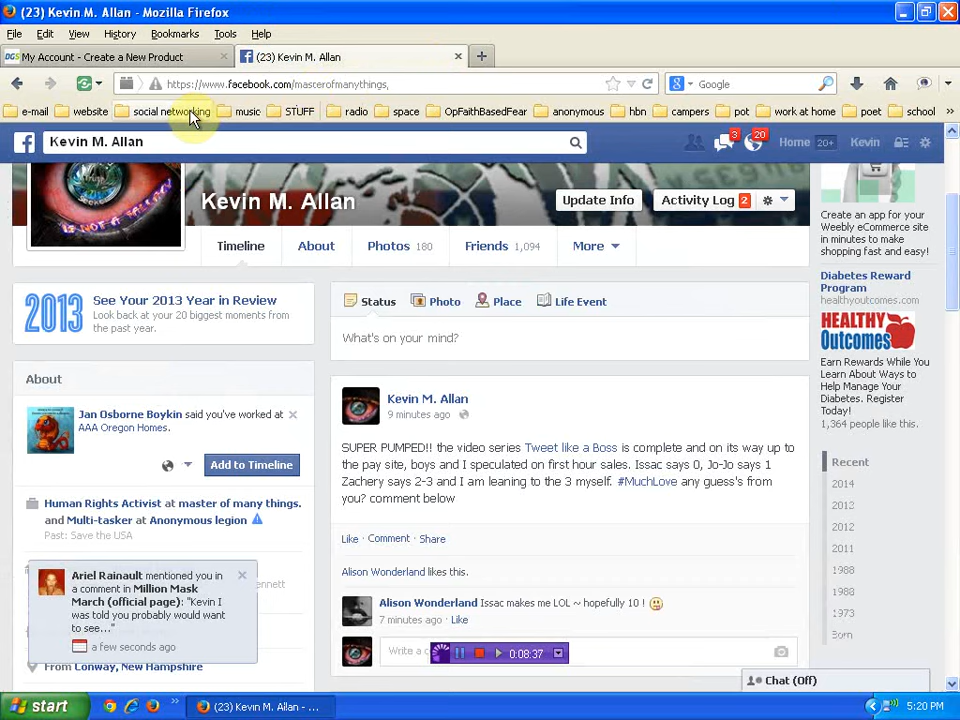 (23) Kevin M. Allan - Mozilla Firefox
File Edit View History Bookmarks Tools Help
DGS My Account - Create a New Product
(23) Kevin M. Allan
https://www.facebook.com/masterofmanythings,
Google
e-mail website social networking music STUFF radio space OpFaithBasedFear anonymous hbn campers pot work at home poet school
Kevin M. Allan
3 20 Home 20+ Kevin
IS NOT A
Kevin M. Allan
Update Info
Activity Log 2
Timeline About Photos 180 Friends 1,094 More
Create an app for your
Weebly eCommerce site
in minutes to make
shopping fast and easy!
2013
See Your 2013 Year in Review
Look back at your 20 biggest moments from
the past year.
Status Photo Place Life Event
What's on your mind?
Diabetes Reward
Program
healthyoutcomes.com
HEALTHY
OUTCOMES
Earn Rewards While You
Learn About Ways to
Help Manage Your
Diabetes. Register
Today!
1,364 people like this.
About
Jan Osborne Boykin said you've worked at
AAA Oregon Homes.
Add to Timeline
Human Rights Activist at master of many things.
and Multi-tasker at Anonymous legion
Past: Save the USA
Ariel Rainault mentioned you in
a comment in Million Mask
March (official page): "Kevin I
was told you probably would want
to see..."
a few seconds ago
ennett
From Conway, New Hampshire
Kevin M. Allan
9 minutes ago
SUPER PUMPED!! the video series Tweet like a Boss is complete and on its way up to
the pay site, boys and I speculated on first hour sales. Issac says 0, Jo-Jo says 1
Zachery says 2-3 and I am leaning to the 3 myself. #MuchLove any guess's from
you? comment below
Like · Comment · Share
Alison Wonderland likes this.
Alison Wonderland Issac makes me LOL ~ hopefully 10 !
7 minutes ago · Like
Write a c
0:08:37
Recent
2014
2013
2012
2011
1988
1988
1973
Born
Chat (Off)
start
(23) Kevin M. Allan - ...
5:20 PM